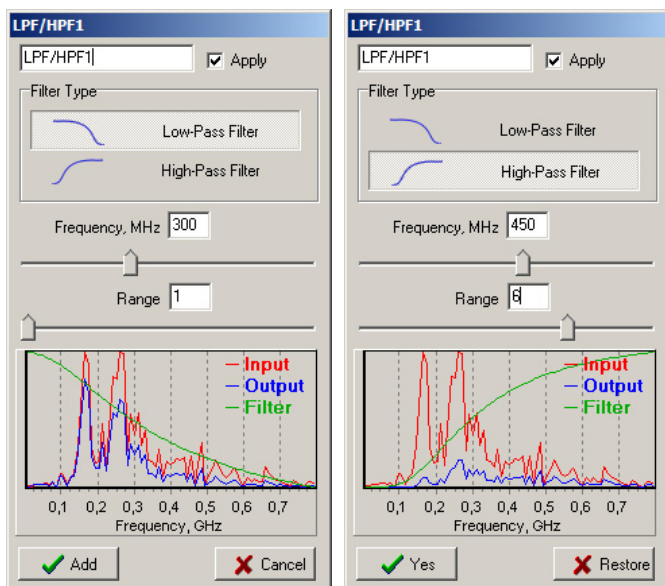 LPF/HPF1
LPF/HPF1 Apply
Filter Type
Low-Pass Filter
High-Pass Filter
Frequency, MHz 300
Range 1
Input
Output
Filter
0,1 0,2 0,3 0,4 0,5 0,6 0,7
Frequency, GHz
Add Cancel
LPF/HPF1
LPF/HPF1 Apply
Filter Type
Low-Pass Filter
High-Pass Filter
Frequency, MHz 450
Range 6
Input
Output
Filter
0,1 0,2 0,3 0,4 0,5 0,6 0,7
Frequency, GHz
Yes Restore